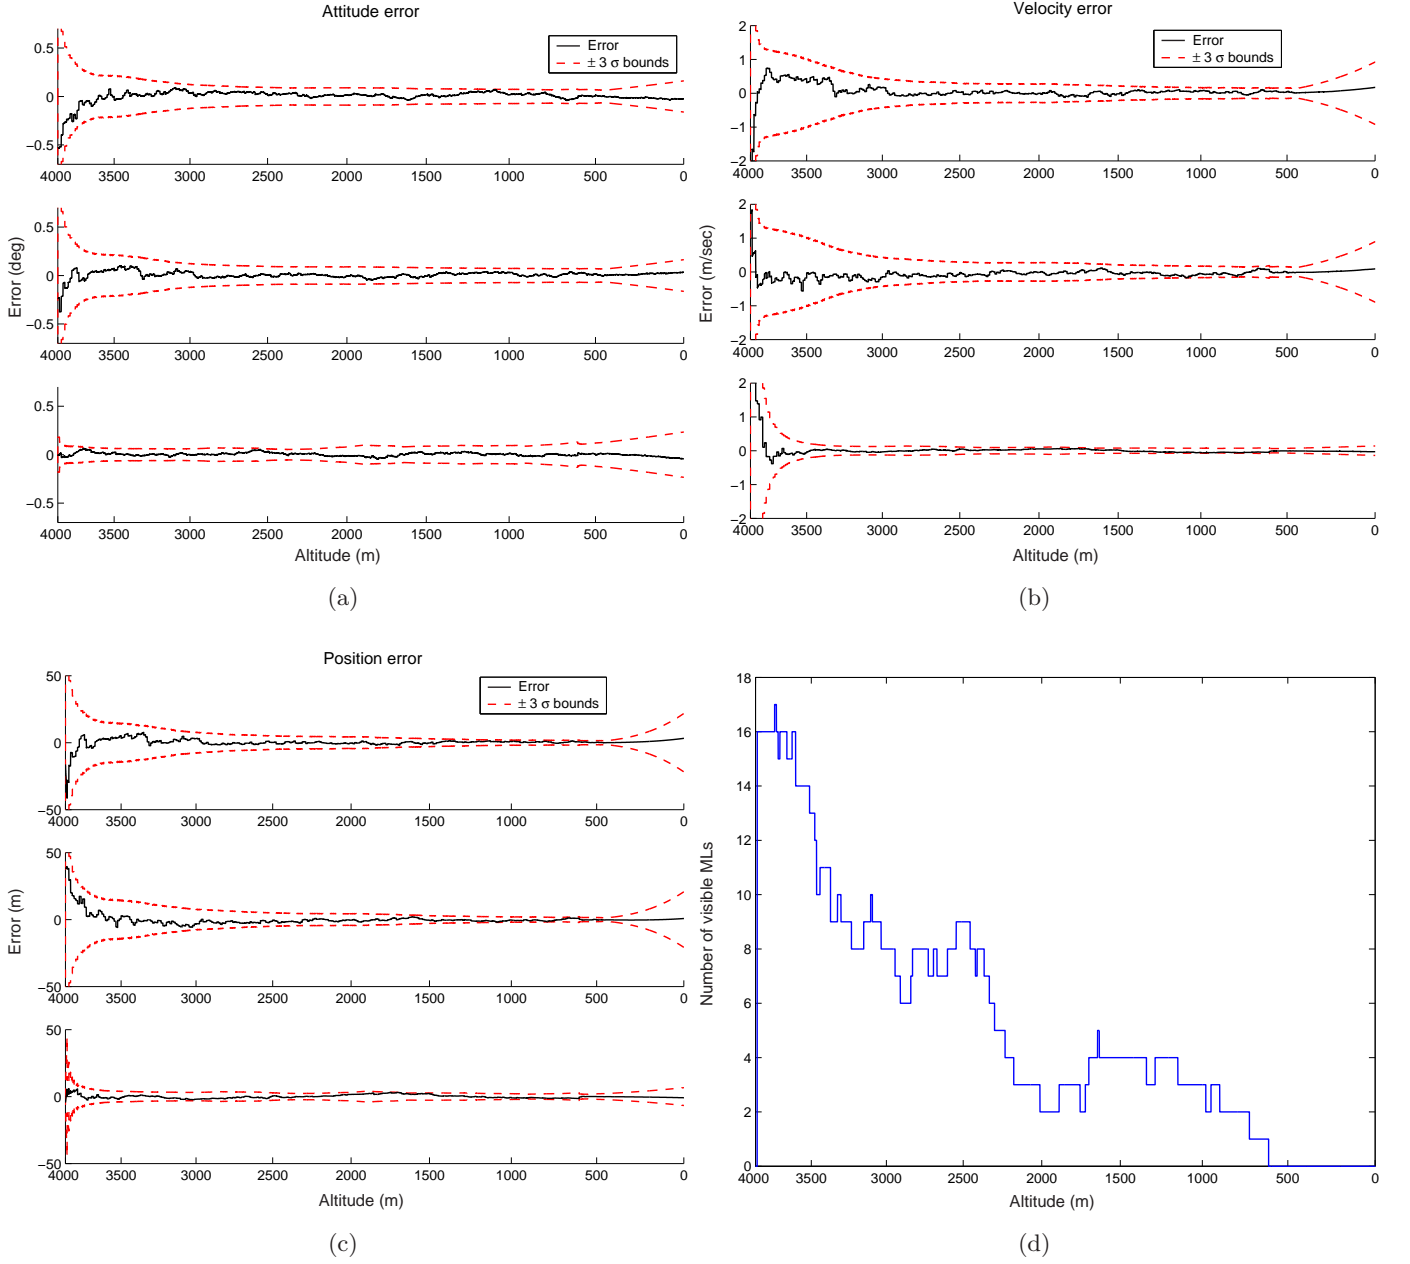 Attitude error
0.5
0
−0.5
Error
± 3 σ bounds
4000 3500 3000 2500 2000 1500 1000 500 0
0.5
0
−0.5
Error (deg)
4000 3500 3000 2500 2000 1500 1000 500 0
0.5
0
−0.5
4000 3500 3000 2500 2000 1500 1000 500 0
Altitude (m)
(a)
Velocity error
2
1
0
−1
−2
Error
± 3 σ bounds
4000 3500 3000 2500 2000 1500 1000 500 0
2
1
0
−1
−2
Error (m/sec)
4000 3500 3000 2500 2000 1500 1000 500 0
2
1
0
−1
−2
4000 3500 3000 2500 2000 1500 1000 500 0
Altitude (m)
(b)
Position error
50
0
−50
Error
± 3 σ bounds
4000 3500 3000 2500 2000 1500 1000 500 0
50
0
−50
Error (m)
4000 3500 3000 2500 2000 1500 1000 500 0
50
0
−50
4000 3500 3000 2500 2000 1500 1000 500 0
Altitude (m)
(c)
18
16
14
12
10
8
6
4
2
0
Number of visible MLs
4000 3500 3000 2500 2000 1500 1000 500 0
Altitude (m)
(d)